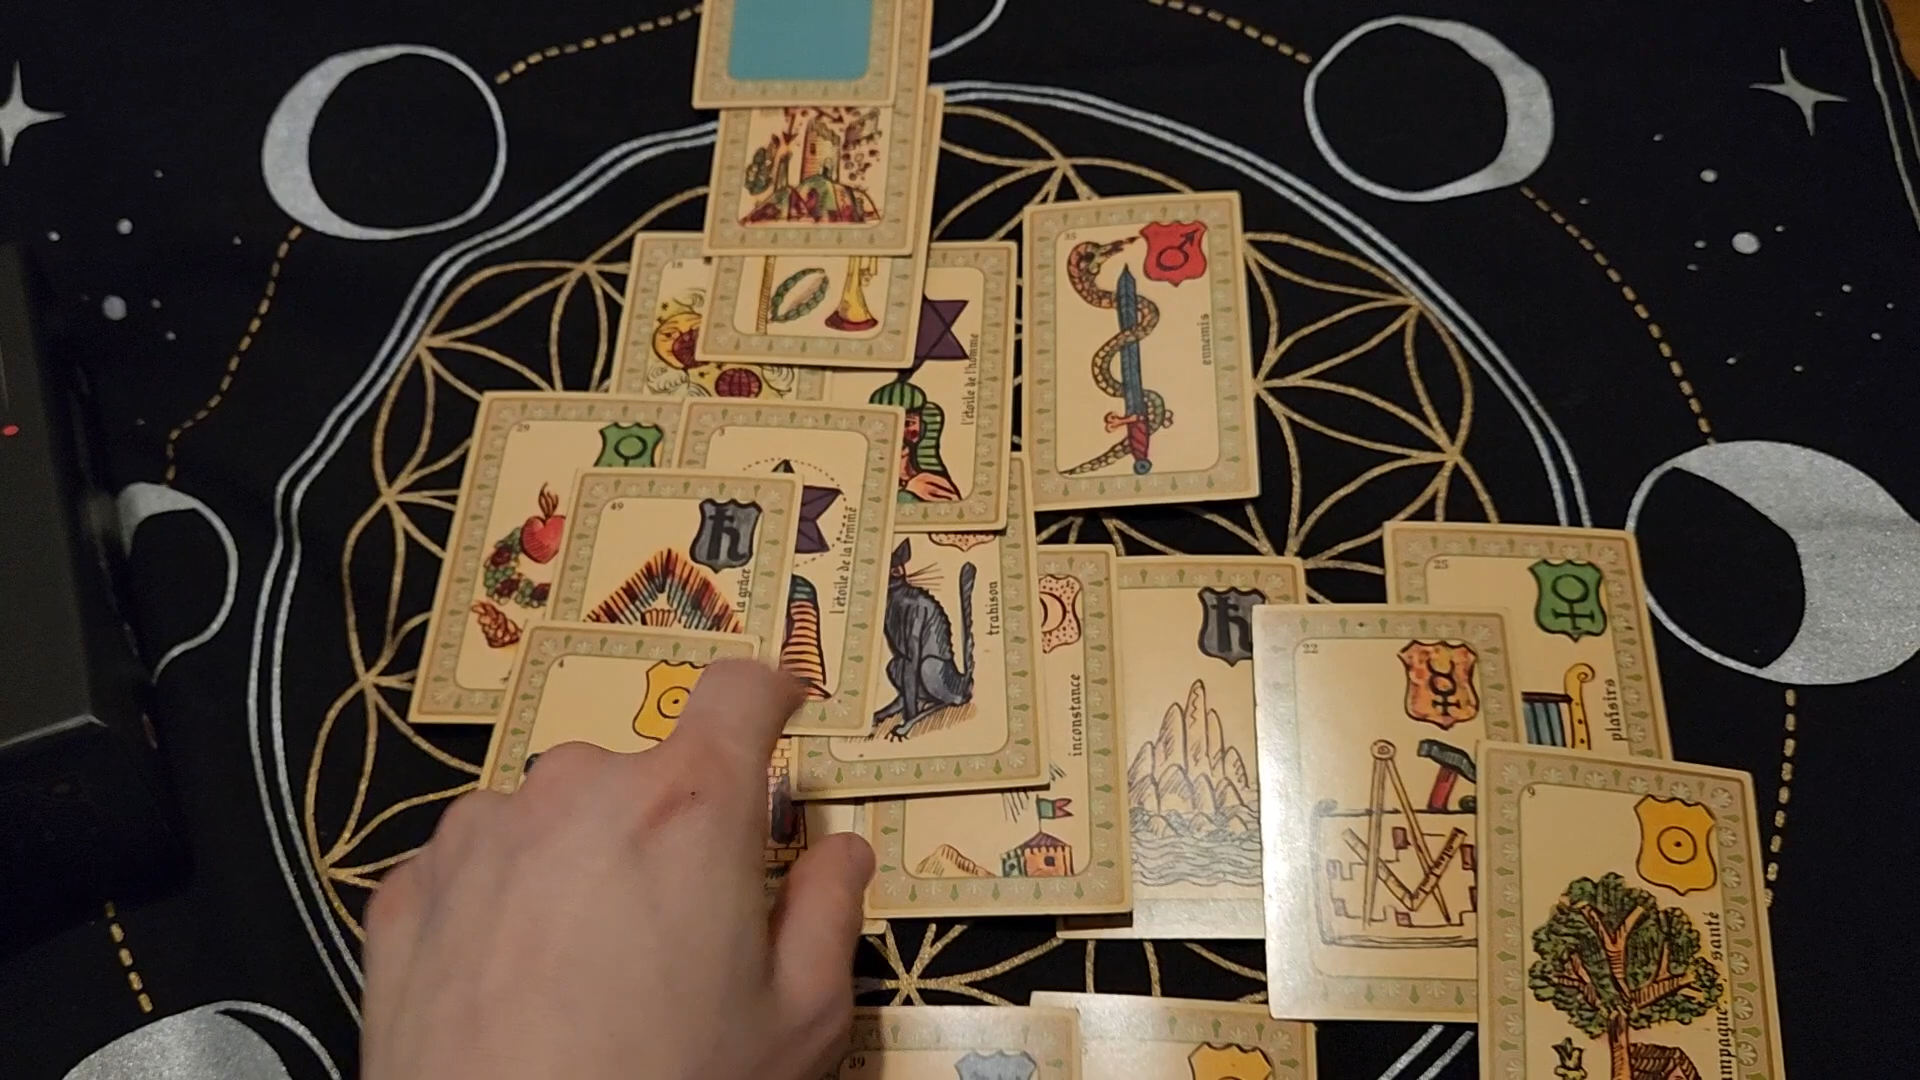 18
35
ennemis
l'étoile de l'homme
29
3
l'étoile de la femme
49
la grâce
trahison
inconstance
25
plaisirs
22
4
9
santé
39